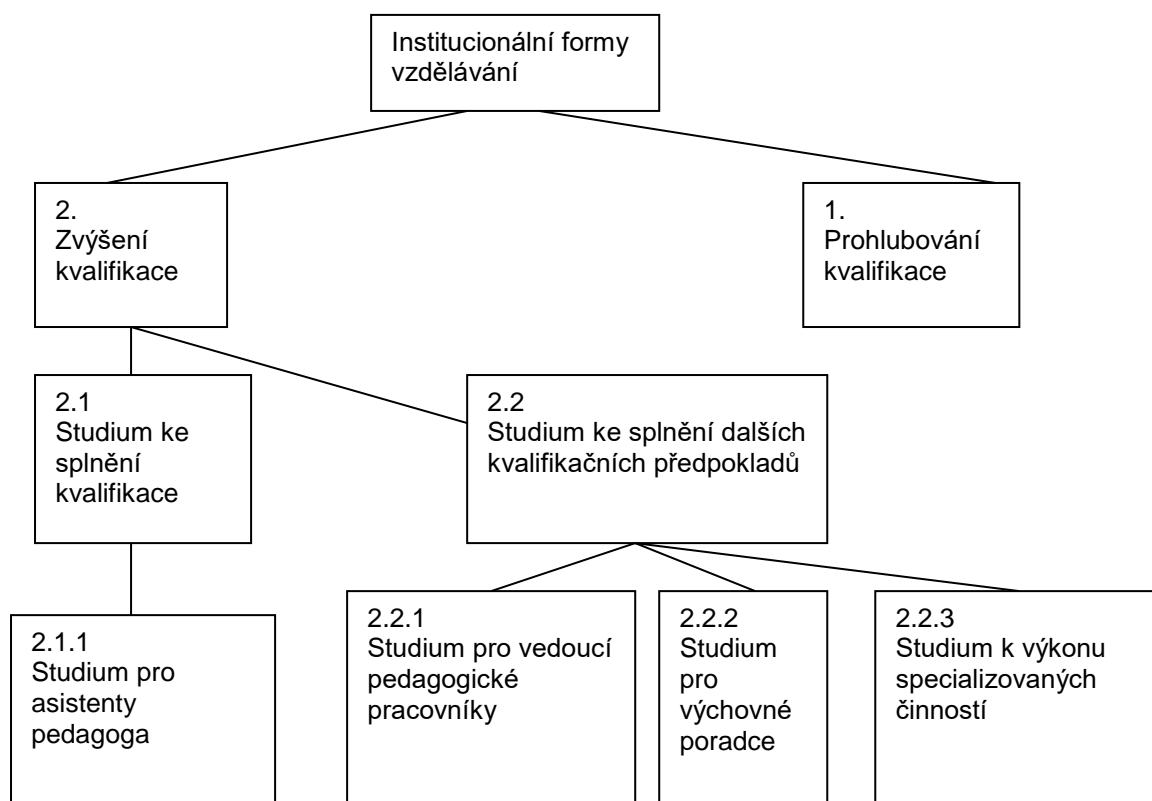 Institucionální formy
vzdělávání
2.
Zvýšení
kvalifikace
1.
Prohlubování
kvalifikace
2.1
Studium ke
splnění
kvalifikace
2.2
Studium ke splnění dalších
kvalifikačních předpokladů
2.1.1
Studium pro
asistenty
pedagoga
2.2.1
Studium pro vedoucí
pedagogické
pracovníky
2.2.2
Studium
pro
výchovné
poradce
2.2.3
Studium k výkonu
specializovaných
činností